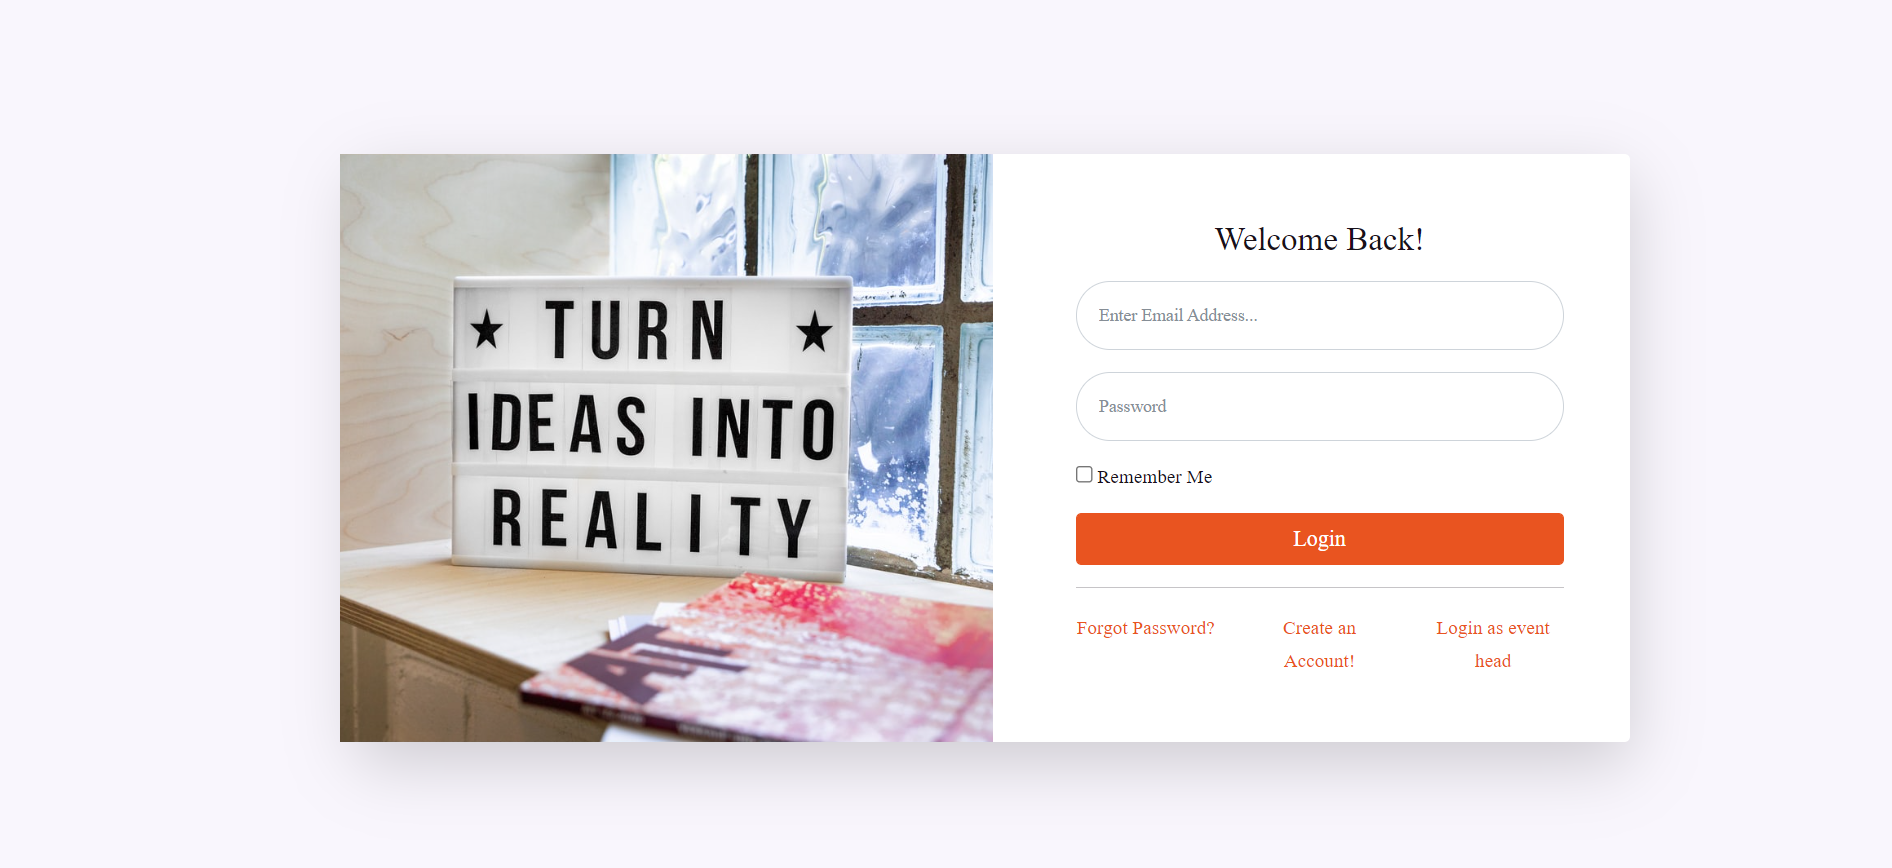 ★ TURN ★
IDEAS INTO
REALITY
Welcome Back!
Enter Email Address...
Password
Remember Me
Login
Forgot Password?
Create an
Account!
Login as event
head